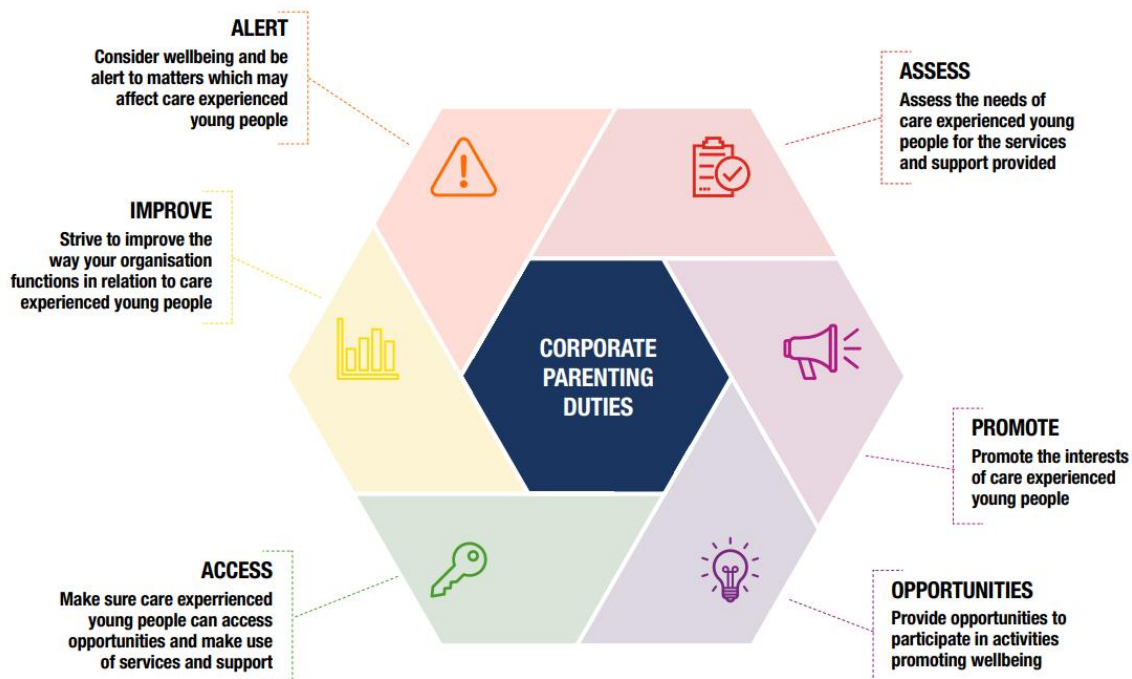 ALERT
Consider wellbeing and be
alert to matters which may
affect care experienced
young people
ASSESS
Assess the needs of
care experienced young
people for the services
and support provided
IMPROVE
Strive to improve the
way your organisation
functions in relation to care
experienced young people
CORPORATE
PARENTING
DUTIES
PROMOTE
Promote the interests
of care experienced
young people
ACCESS
Make sure care experrienced
young people can access
opportunities and make use
of services and support
OPPORTUNITIES
Provide opportunities to
participate in activities
promoting wellbeing